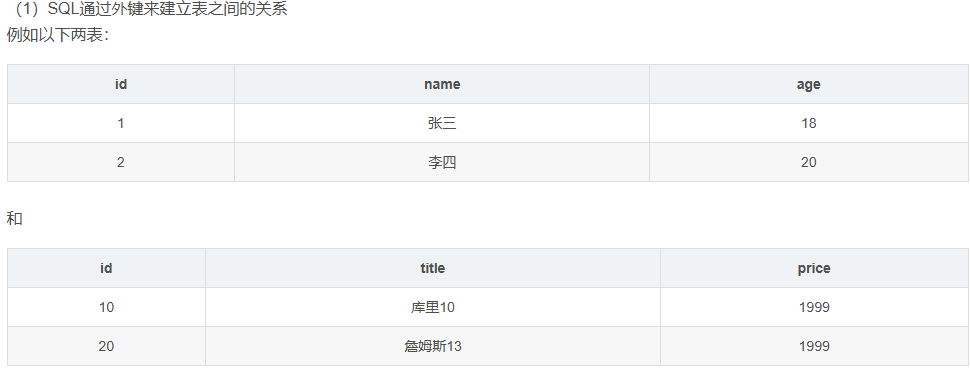 （1）SQL通过外键来建立表之间的关系
例如以下两表：
id name age
1 张三 18
2 李四 20
和
id title price
10 库里10 1999
20 詹姆斯13 1999